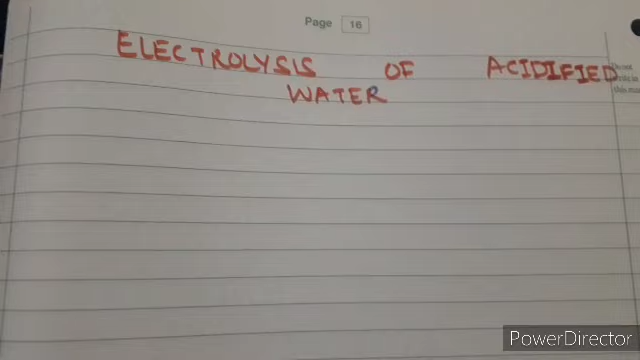 Page 16
ELECTROLYSIS OF ACIDIFIED
WATER
PowerDirector